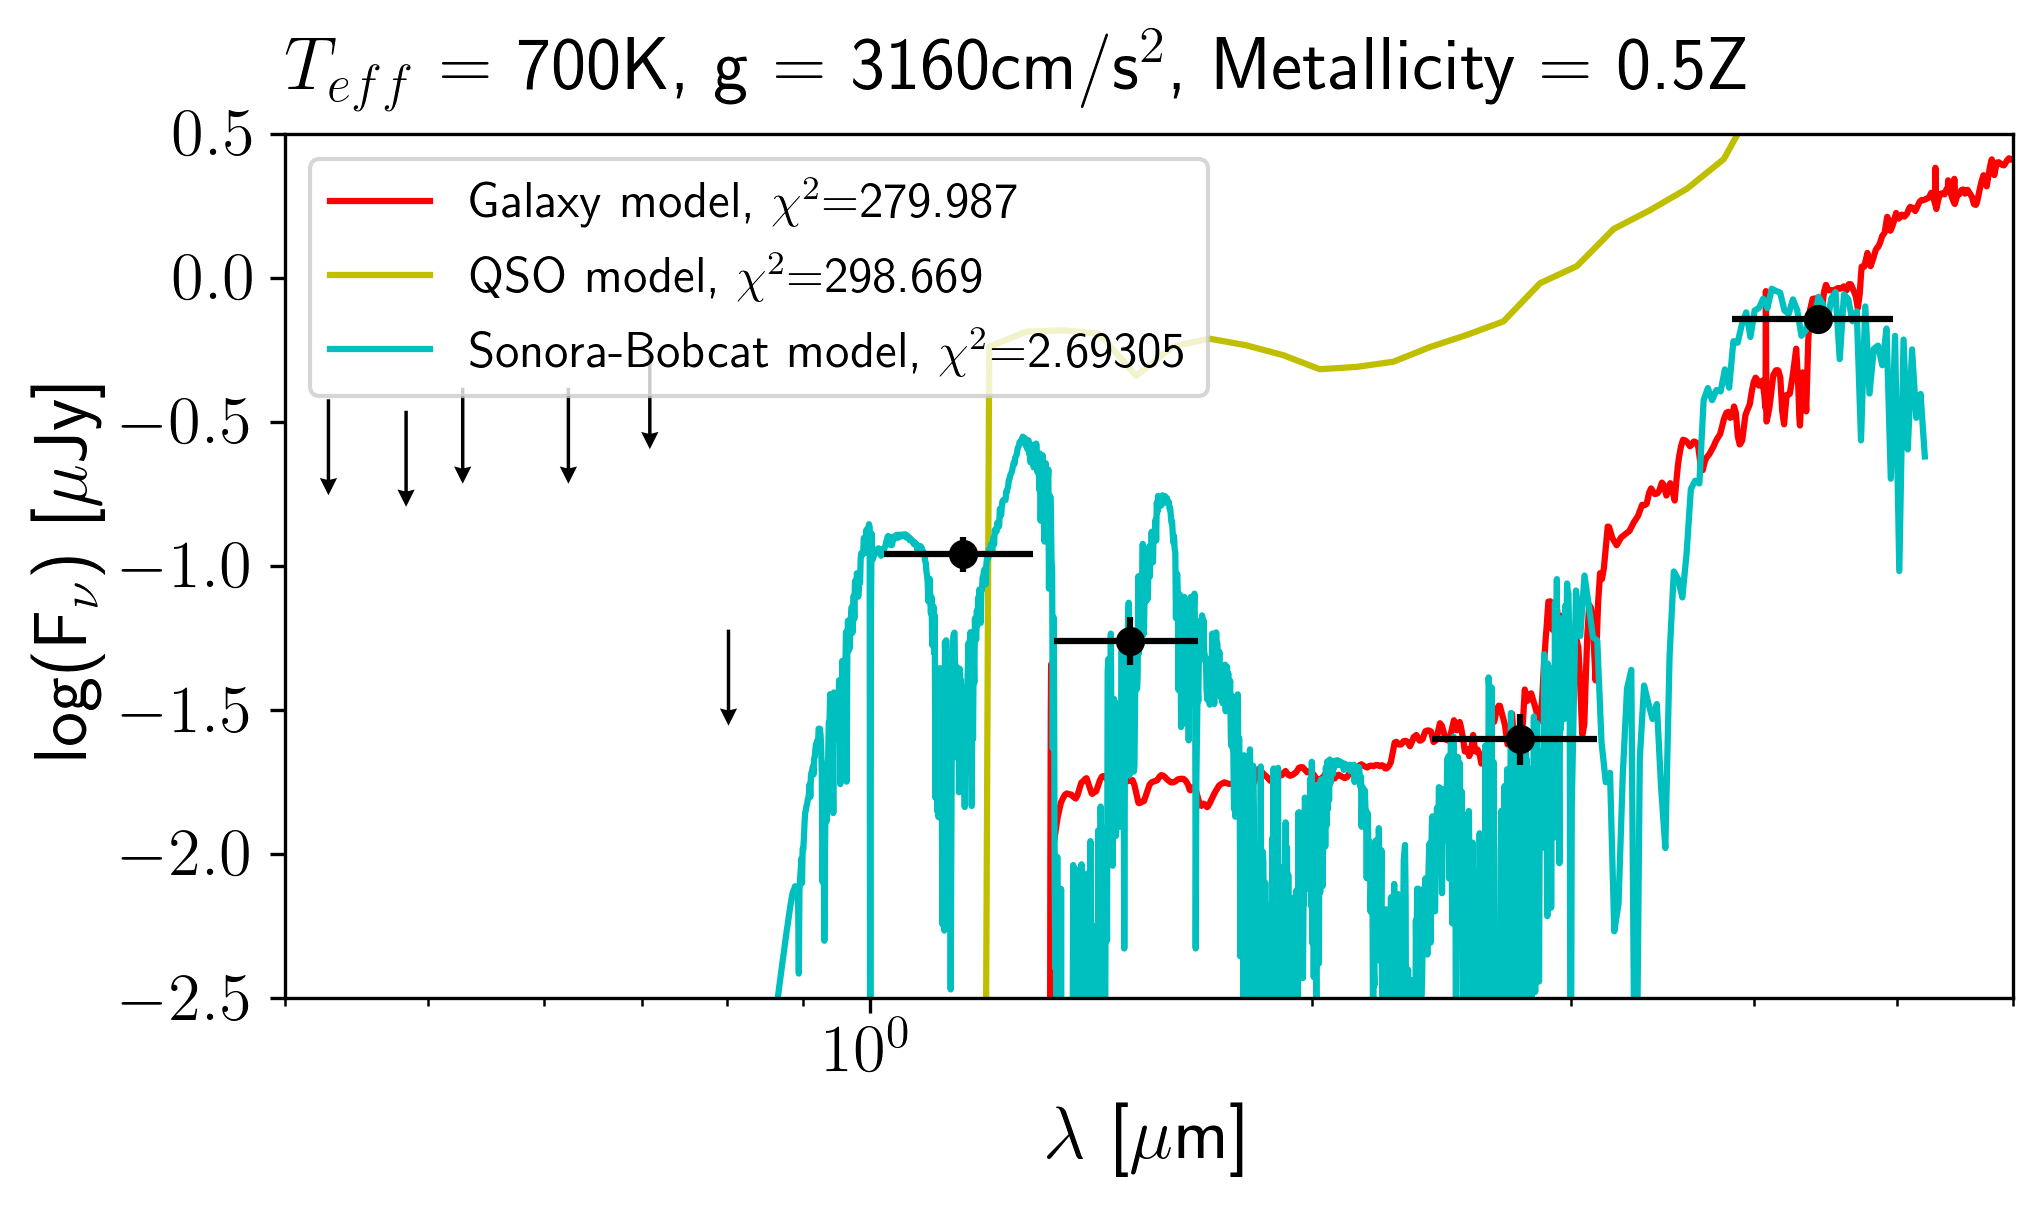 T_{eff} = 700K, g = 3160cm/s², Metallicity = 0.5Z
Galaxy model, χ²=279.987
QSO model, χ²=298.669
Sonora-Bobcat model, χ²=2.69305
0.5
0.0
−0.5
−1.0
−1.5
−2.0
−2.5
log(F_ν) [μJy]
10⁰
λ [μm]